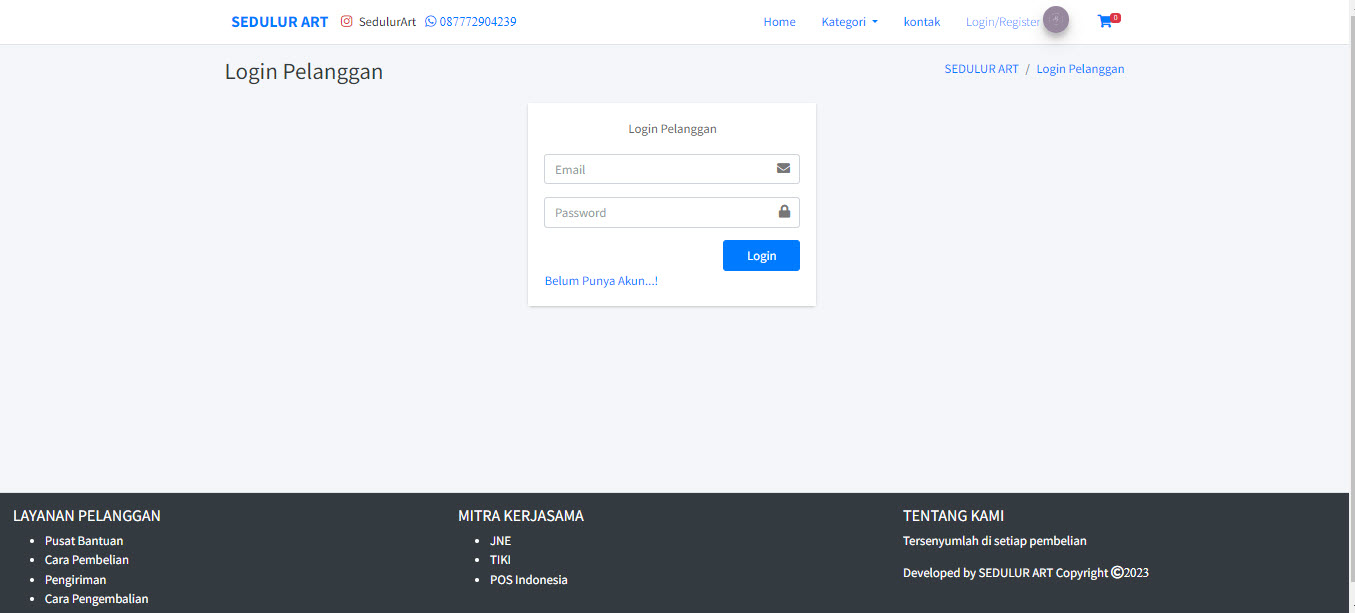 SEDULUR ART SedulurArt 087772904239 Home Kategori kontak Login/Register 0
Login Pelanggan
SEDULUR ART / Login Pelanggan
Login Pelanggan
Email
Password
Login
Belum Punya Akun...!
LAYANAN PELANGGAN
Pusat Bantuan
Cara Pembelian
Pengiriman
Cara Pengembalian
MITRA KERJASAMA
JNE
TIKI
POS Indonesia
TENTANG KAMI
Tersenyumlah di setiap pembelian
Developed by SEDULUR ART Copyright ©2023